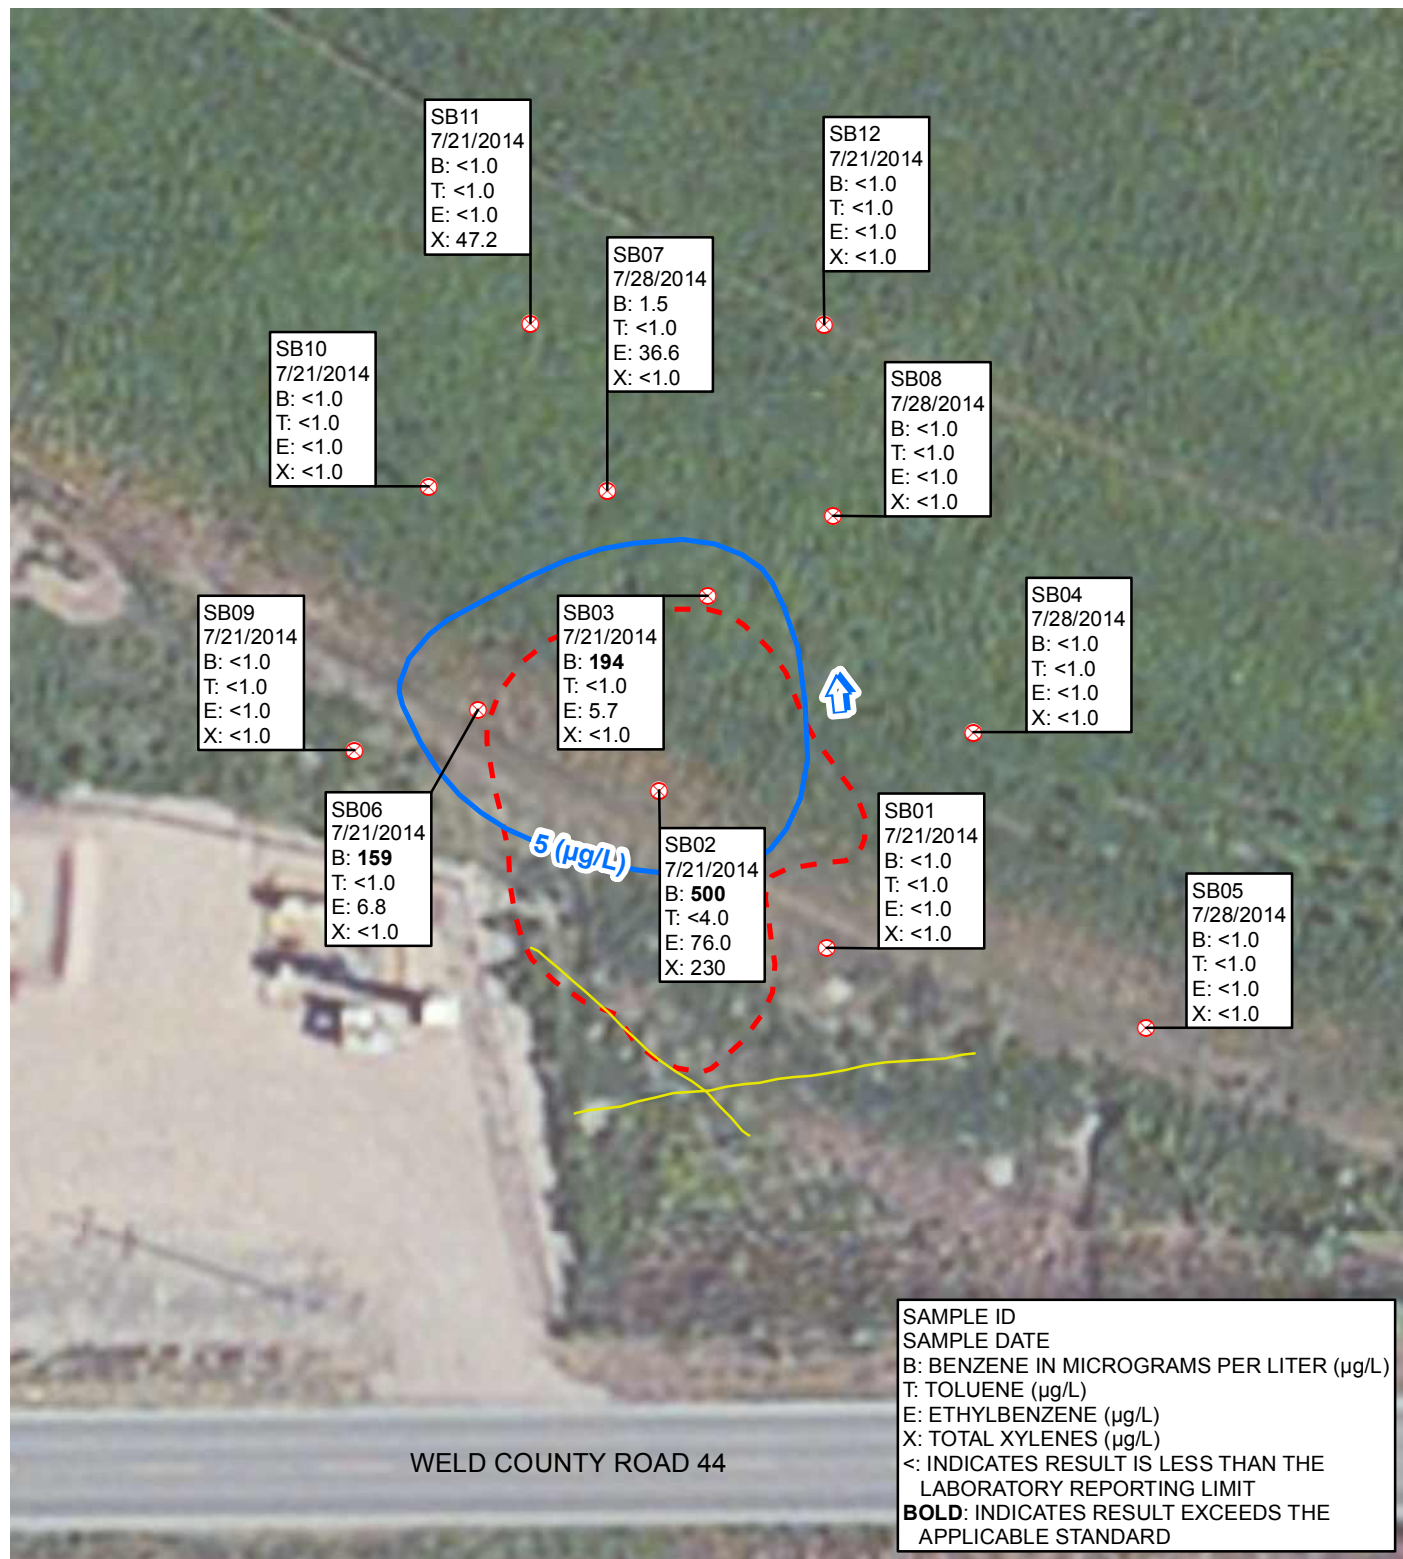 SB11
7/21/2014
B: <1.0
T: <1.0
E: <1.0
X: 47.2
SB12
7/21/2014
B: <1.0
T: <1.0
E: <1.0
X: <1.0
SB07
7/28/2014
B: 1.5
T: <1.0
E: 36.6
X: <1.0
SB10
7/21/2014
B: <1.0
T: <1.0
E: <1.0
X: <1.0
SB08
7/28/2014
B: <1.0
T: <1.0
E: <1.0
X: <1.0
SB09
7/21/2014
B: <1.0
T: <1.0
E: <1.0
X: <1.0
SB03
7/21/2014
B: 194
T: <1.0
E: 5.7
X: <1.0
SB04
7/28/2014
B: <1.0
T: <1.0
E: <1.0
X: <1.0
SB06
7/21/2014
B: 159
T: <1.0
E: 6.8
X: <1.0
5 (µg/L)
SB02
7/21/2014
B: 500
T: <4.0
E: 76.0
X: 230
SB01
7/21/2014
B: <1.0
T: <1.0
E: <1.0
X: <1.0
SB05
7/28/2014
B: <1.0
T: <1.0
E: <1.0
X: <1.0
WELD COUNTY ROAD 44
SAMPLE ID
SAMPLE DATE
B: BENZENE IN MICROGRAMS PER LITER (µg/L)
T: TOLUENE (µg/L)
E: ETHYLBENZENE (µg/L)
X: TOTAL XYLENES (µg/L)
<: INDICATES RESULT IS LESS THAN THE
LABORATORY REPORTING LIMIT
BOLD: INDICATES RESULT EXCEEDS THE
APPLICABLE STANDARD